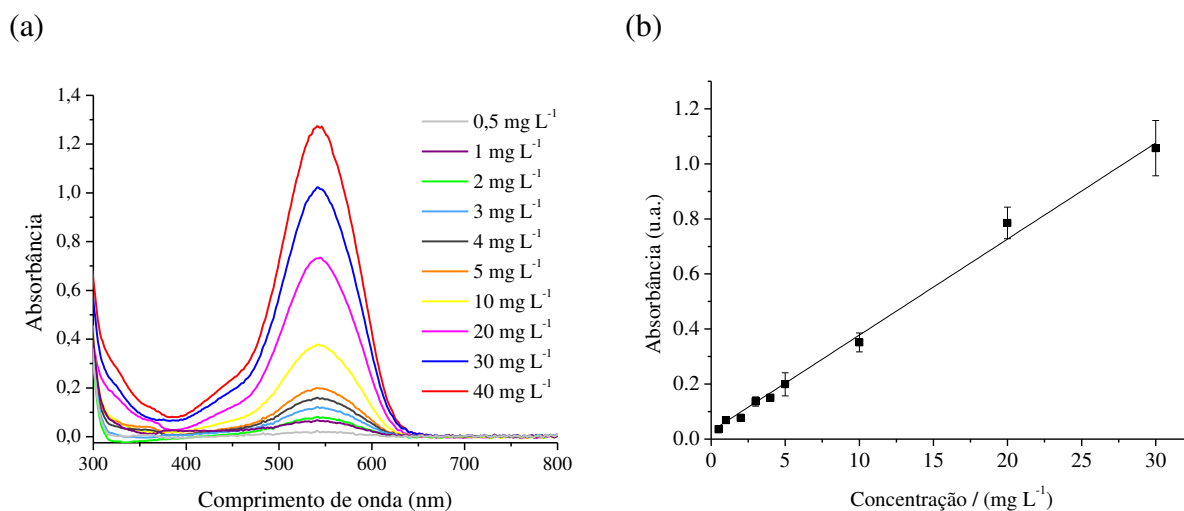 (a)
1,4
1,2
1,0
0,8
0,6
0,4
0,2
0,0
Absorbância
300 400 500 600 700 800
Comprimento de onda (nm)
0,5 mg L⁻¹
1 mg L⁻¹
2 mg L⁻¹
3 mg L⁻¹
4 mg L⁻¹
5 mg L⁻¹
10 mg L⁻¹
20 mg L⁻¹
30 mg L⁻¹
40 mg L⁻¹
(b)
1.2
1.0
0.8
0.6
0.4
0.2
0.0
Absorbância (u.a.)
0 5 10 15 20 25 30
Concentração / (mg L⁻¹)